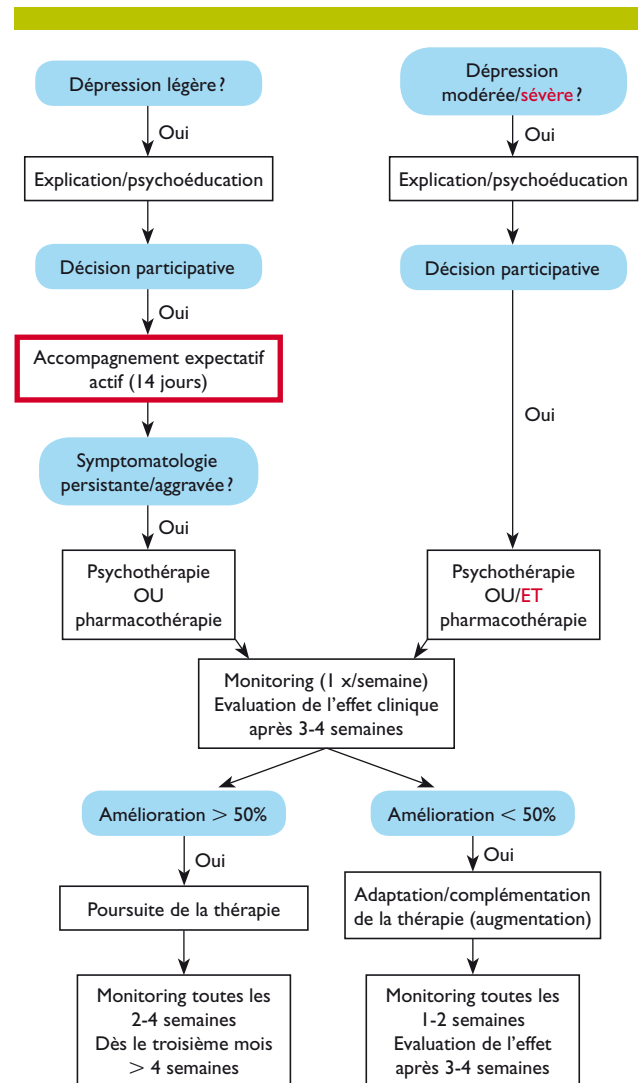 Dépression légère ?
Oui
Explication/psychoéducation
Décision participative
Oui
Accompagnement expectatif
actif (14 jours)
Symptomatologie
persistante/aggravée ?
Oui
Psychothérapie
OU
pharmacothérapie
Dépression
modérée/sévère ?
Oui
Explication/psychoéducation
Décision participative
Oui
Psychothérapie
OU/ET
pharmacothérapie
Monitoring (1 x/semaine)
Evaluation de l'effet clinique
après 3-4 semaines
Amélioration > 50%
Oui
Poursuite de la thérapie
Monitoring toutes les
2-4 semaines
Dès le troisième mois
> 4 semaines
Amélioration < 50%
Oui
Adaptation/complémentation
de la thérapie (augmentation)
Monitoring toutes les
1-2 semaines
Evaluation de l'effet
après 3-4 semaines